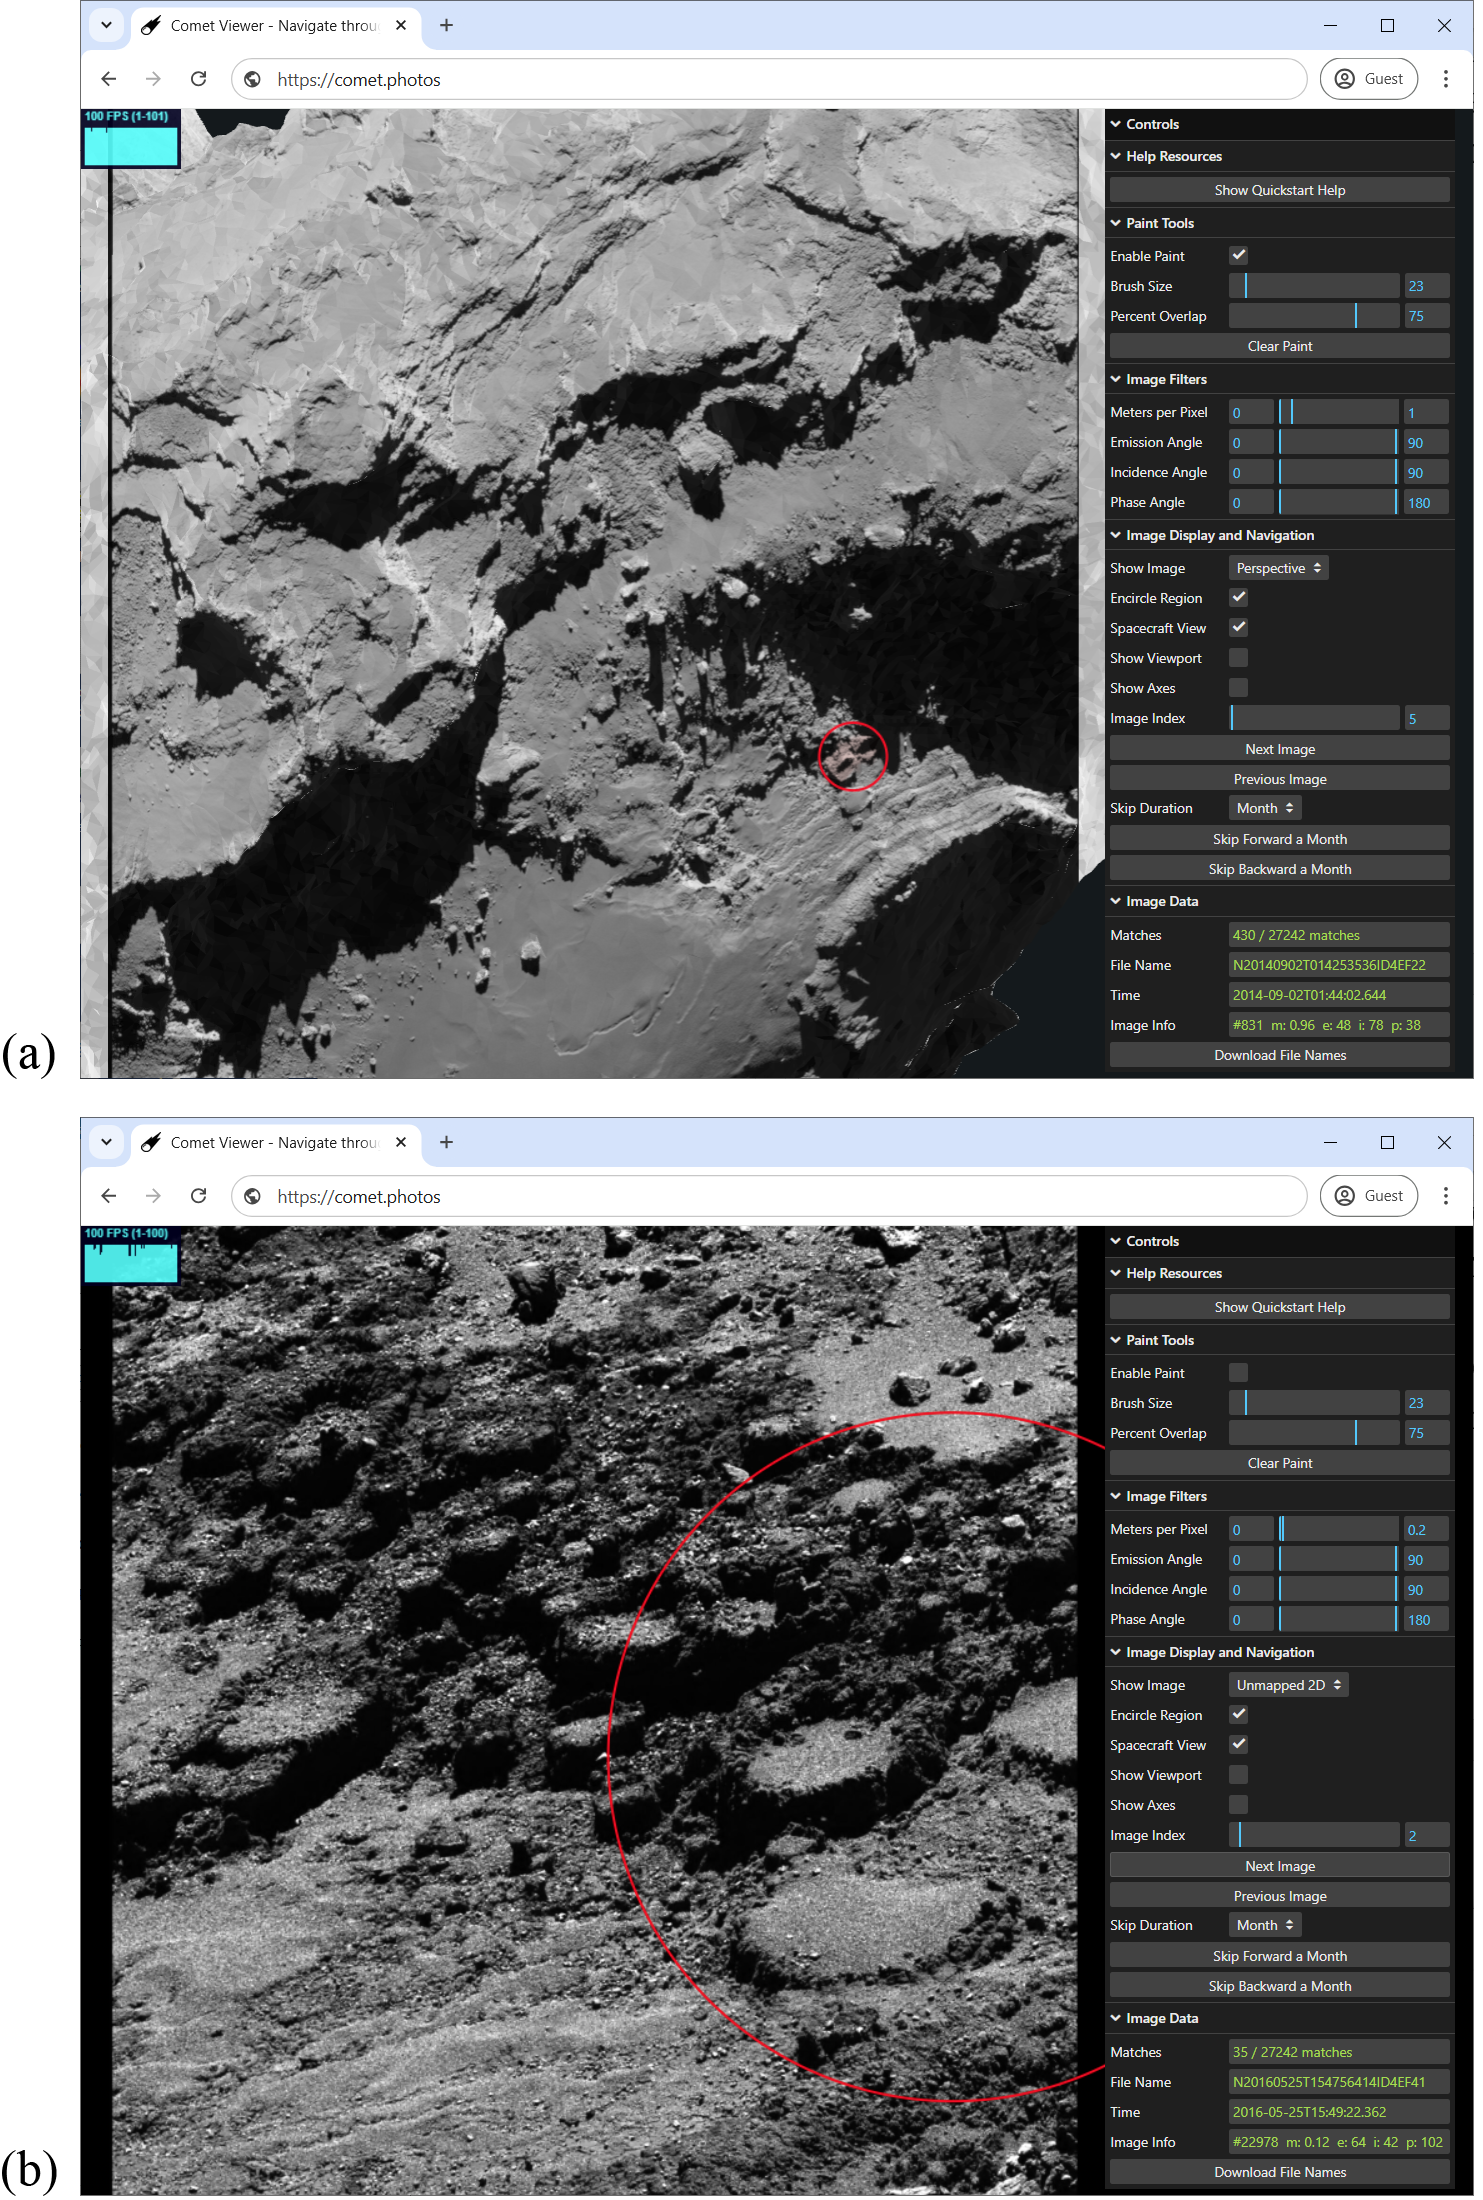 Comet Viewer - Navigate throu
https://comet.photos
Guest
100 FPS (1-101)
Controls
Help Resources
Show Quickstart Help
Paint Tools
Enable Paint
Brush Size 23
Percent Overlap 75
Clear Paint
Image Filters
Meters per Pixel 0 1
Emission Angle 0 90
Incidence Angle 0 90
Phase Angle 0 180
Image Display and Navigation
Show Image Perspective
Encircle Region
Spacecraft View
Show Viewport
Show Axes
Image Index 5
Next Image
Previous Image
Skip Duration Month
Skip Forward a Month
Skip Backward a Month
Image Data
Matches 430 / 27242 matches
File Name N20140902T014253536ID4EF22
Time 2014-09-02T01:44:02.644
Image Info #831 m: 0.96 e: 48 i: 78 p: 38
Download File Names
(a)
Comet Viewer - Navigate throu
https://comet.photos
Guest
100 FPS (1-100)
Controls
Help Resources
Show Quickstart Help
Paint Tools
Enable Paint
Brush Size 23
Percent Overlap 75
Clear Paint
Image Filters
Meters per Pixel 0 0.2
Emission Angle 0 90
Incidence Angle 0 90
Phase Angle 0 180
Image Display and Navigation
Show Image Unmapped 2D
Encircle Region
Spacecraft View
Show Viewport
Show Axes
Image Index 2
Next Image
Previous Image
Skip Duration Month
Skip Forward a Month
Skip Backward a Month
Image Data
Matches 35 / 27242 matches
File Name N20160525T154756414ID4EF41
Time 2016-05-25T15:49:22.362
Image Info #22978 m: 0.12 e: 64 i: 42 p: 102
Download File Names
(b)